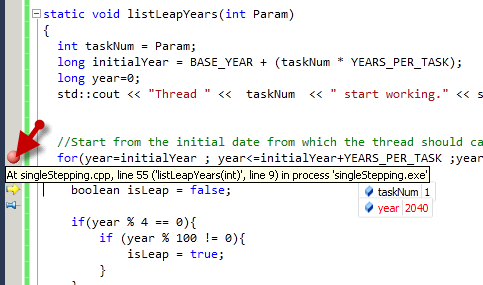 static void listLeapYears(int Param)
{
int taskNum = Param;
long initialYear = BASE_YEAR + (taskNum * YEARS_PER_TASK);
long year=0;
std::cout << "Thread " << taskNum << " start working." << s
//Start from the initial date from which the thread should ca
for(year=initialYear ; year<=initialYear+YEARS_PER_TASK ;year
At singleStepping.cpp, line 55 ('listLeapYears(int)', line 9) in process 'singleStepping.exe'
boolean isLeap = false;
taskNum 1
year 2040
if(year % 4 == 0){
if (year % 100 != 0){
isLeap = true;
}
}